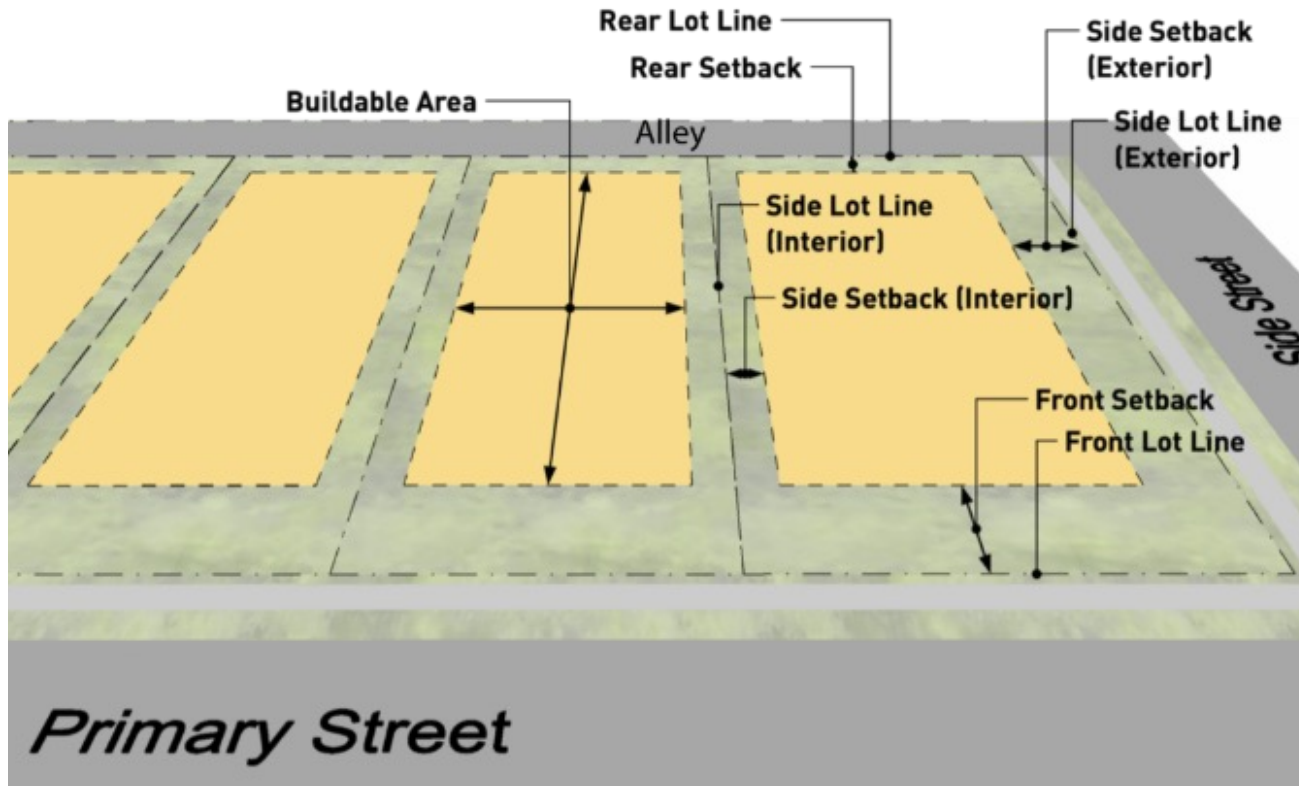 Rear Lot Line
Side Setback
(Exterior)
Rear Setback
Buildable Area
Alley
Side Lot Line
(Exterior)
Side Lot Line
(Interior)
Side Street
Side Setback (Interior)
Front Setback
Front Lot Line
Primary Street